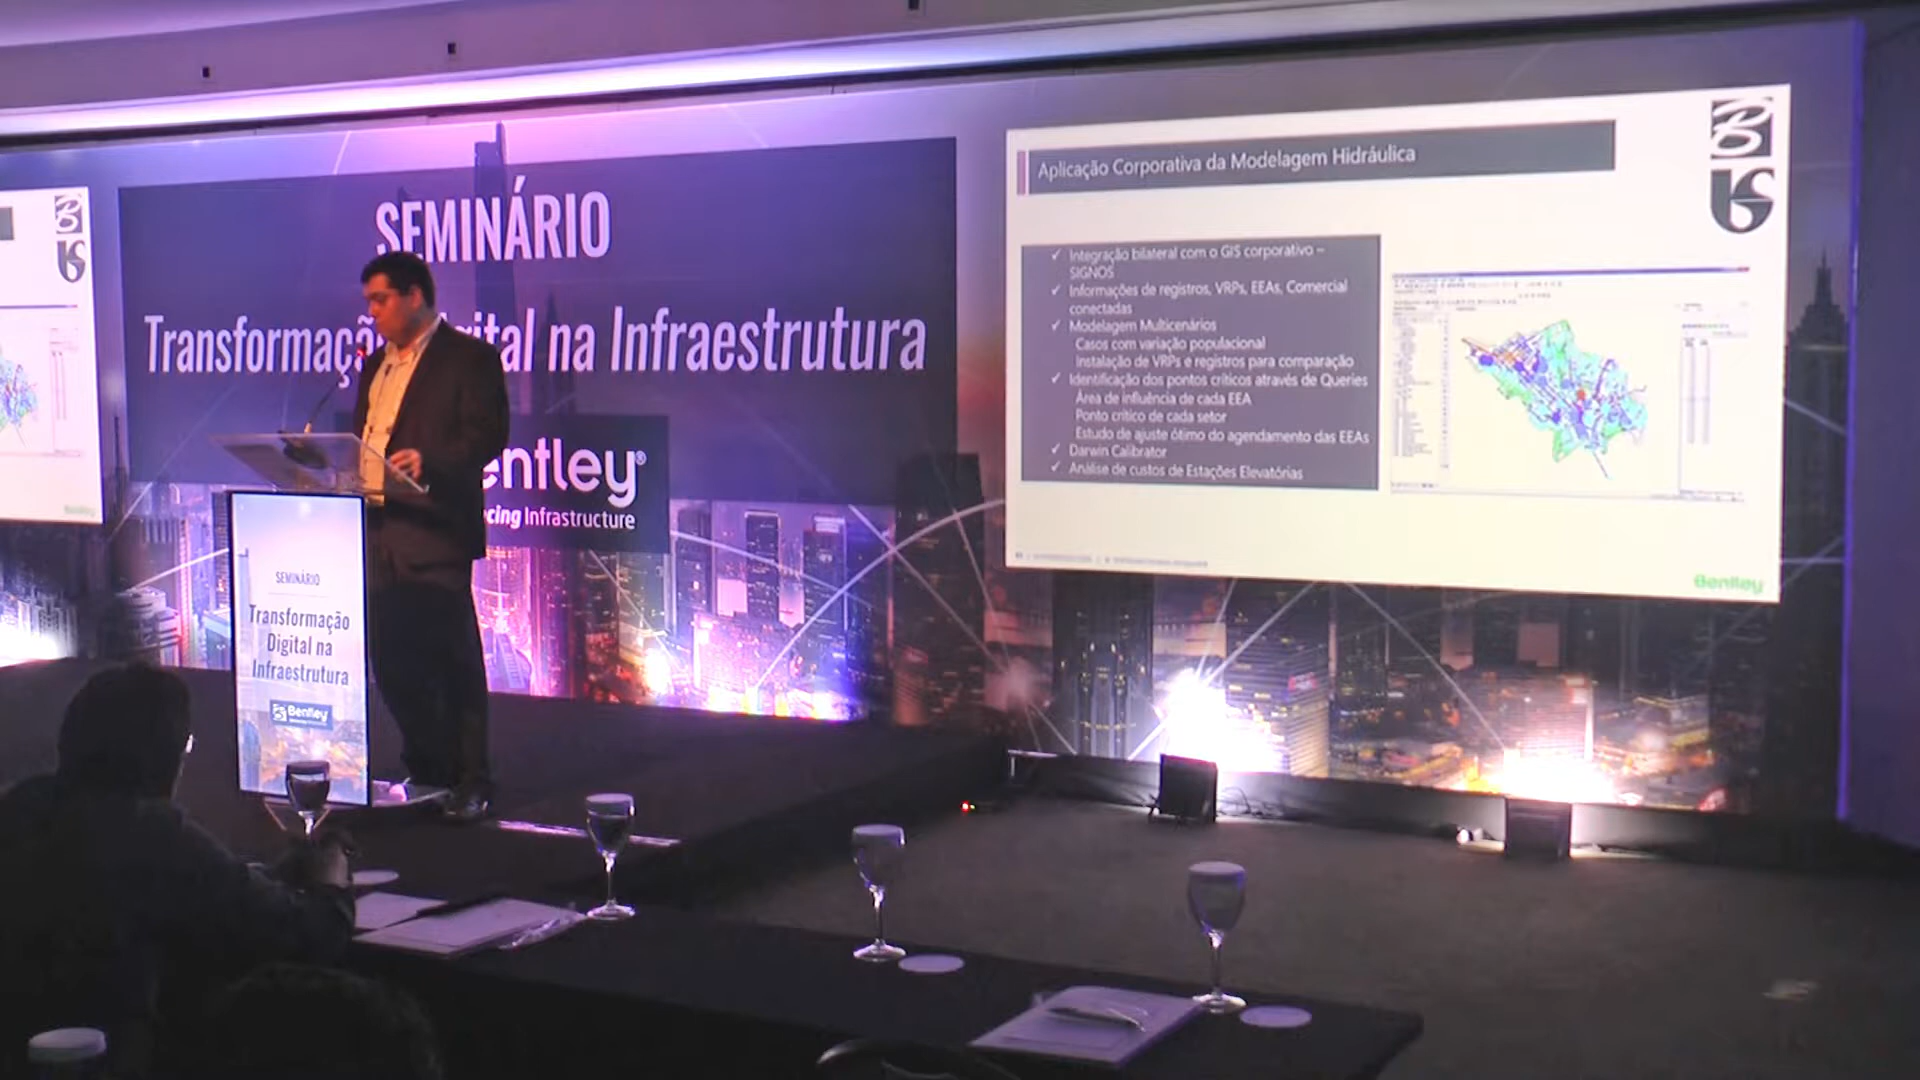 SEMINÁRIO
Transformação Digital na Infraestrutura
entley®
cing Infrastructure
SEMINÁRIO
Transformação
Digital na
Infraestrutura
Bentley
Aplicação Corporativa da Modelagem Hidráulica
✓ Integração bilateral com o GIS corporativo –
SIGNOS
✓ Informações de registros, VRPs, EEAs, Comercial
conectadas
✓ Modelagem Multicenários
Casos com variação populacional
Instalação de VRPs e registros para comparação
✓ Identificação dos pontos críticos através de Queries
Área de influência de cada EEA
Ponto crítico de cada setor
Estudo de ajuste ótimo do agendamento das EEAs
✓ Darwin Calibrator
✓ Análise de custos de Estações Elevatórias
Bentley
Bentley